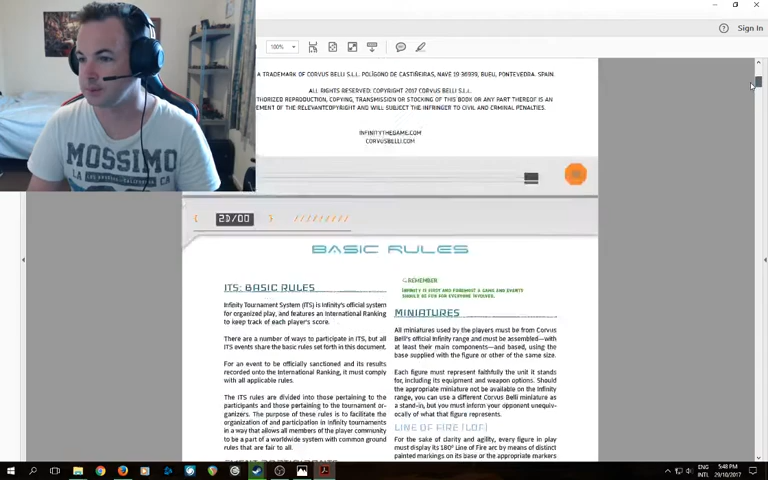 Sign In
100%
A TRADEMARK OF CORVUS BELLI S.L.L. POLÍGONO DE CASTIÑEIRAS, NAVE 19 36939, BUEU, PONTEVEDRA. SPAIN.
ALL RIGHTS RESERVED: COPYRIGHT 2017 CORVUS BELLI S.L.L.
THORIZED REPRODUCTION, COPYING, TRANSMISSION OR STOCKING OF THIS BOOK OR ANY PART THEREOF IS AN
EMENT OF THE RELEVANTCOPYRIGHT AND WILL SUBJECT THE INFRINGER TO CIVIL AND CRIMINAL PENALTIES.
INFINITYTHEGAME.COM
CORVUSBELLI.COM
MOSSIMO
LA CA
BASIC RULES
ITS: BASIC RULES
Infinity Tournament System (ITS) is Infinity's official system
for organized play, and features an International Ranking
to keep track of each player's score.
There are a number of ways to participate in ITS, but all
ITS events share the basic rules set forth in this document.
For an event to be officially sanctioned and its results
recorded onto the International Ranking, it must comply
with all applicable rules.
The ITS rules are divided into those pertaining to the
participants and those pertaining to the tournament or-
ganizers. The purpose of these rules is to facilitate the
organization of and participation in Infinity tournaments
in a way that allows all members of the player community
to be a part of a worldwide system with common ground
rules that are fair to all.
REMEMBER
INFINITY IS FIRST AND FOREMOST A GAME AND EVENTS
SHOULD BE FUN FOR EVERYONE INVOLVED.
MINIATURES
All miniatures used by the players must be from Corvus
Belli's official Infinity range and must be assembled—with
at least their main components—and based, using the
base supplied with the figure or other of the same size.
Each figure must represent faithfully the unit it stands
for, including its equipment and weapon options. Should
the appropriate miniature not be available on the Infinity
range, you can use a different Corvus Belli miniature as
a stand-in, but you must inform your opponent unequiv-
ocally of what that figure represents.
LINE OF FIRE (LOF)
For the sake of clarity and agility, every figure in play
must display its 180º Line of Fire arc by means of distinct
painted markings on its base or the appropriate markers
ENG
INTL
5:48 PM
29/10/2017